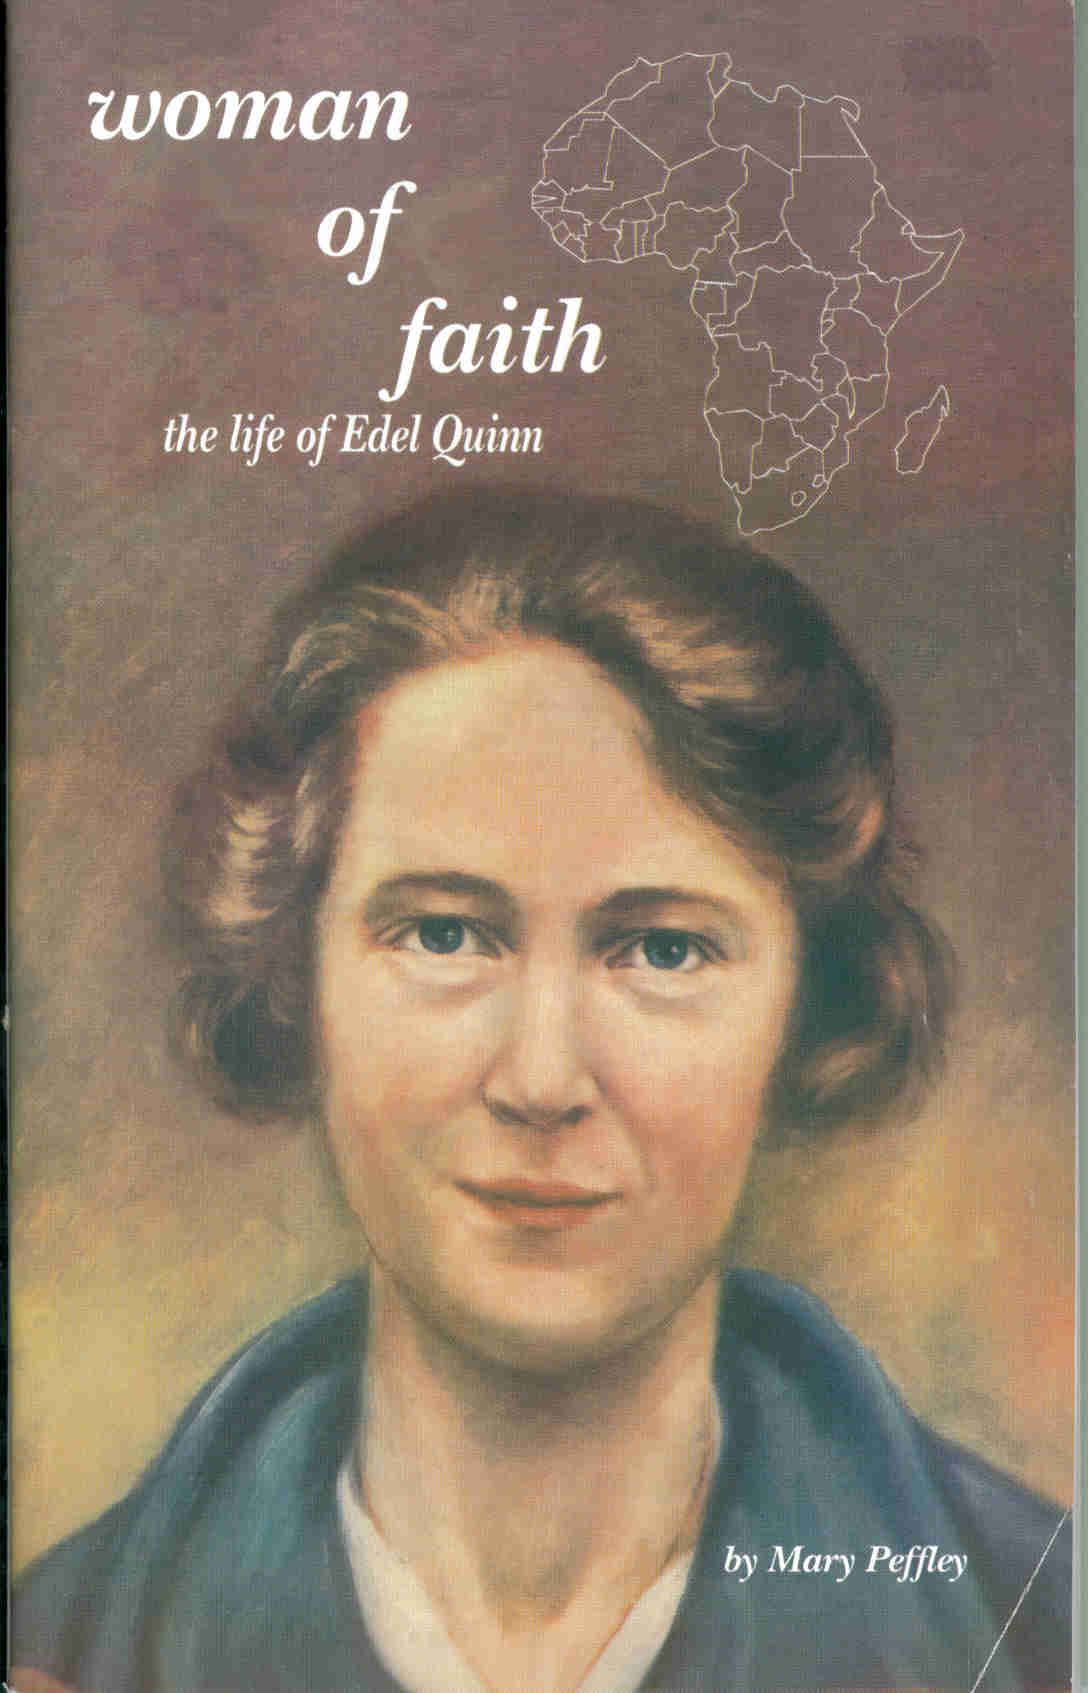 woman
of
faith
the life of Edel Quinn
by Mary Peffley